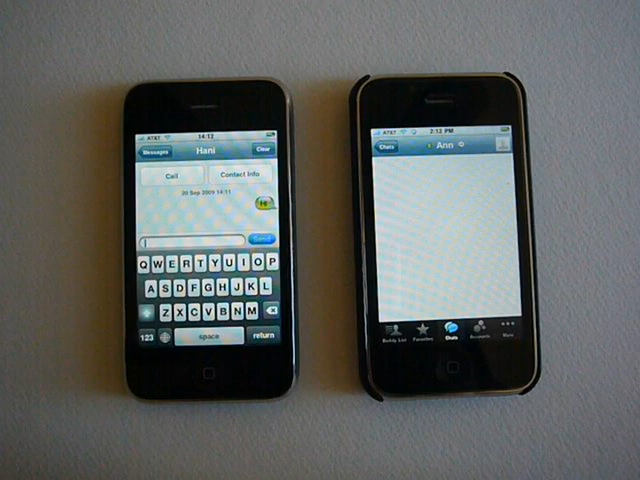 AT&T 14:12
Messages Hani Clear
Call Contact Info
20 Sep 2009 14:11
Hi
Send
Q W E R T Y U I O P
A S D F G H J K L
Z X C V B N M
123 space return
AT&T 2:12 PM
Chats Ann
Buddy List Favorites Chats Accounts More